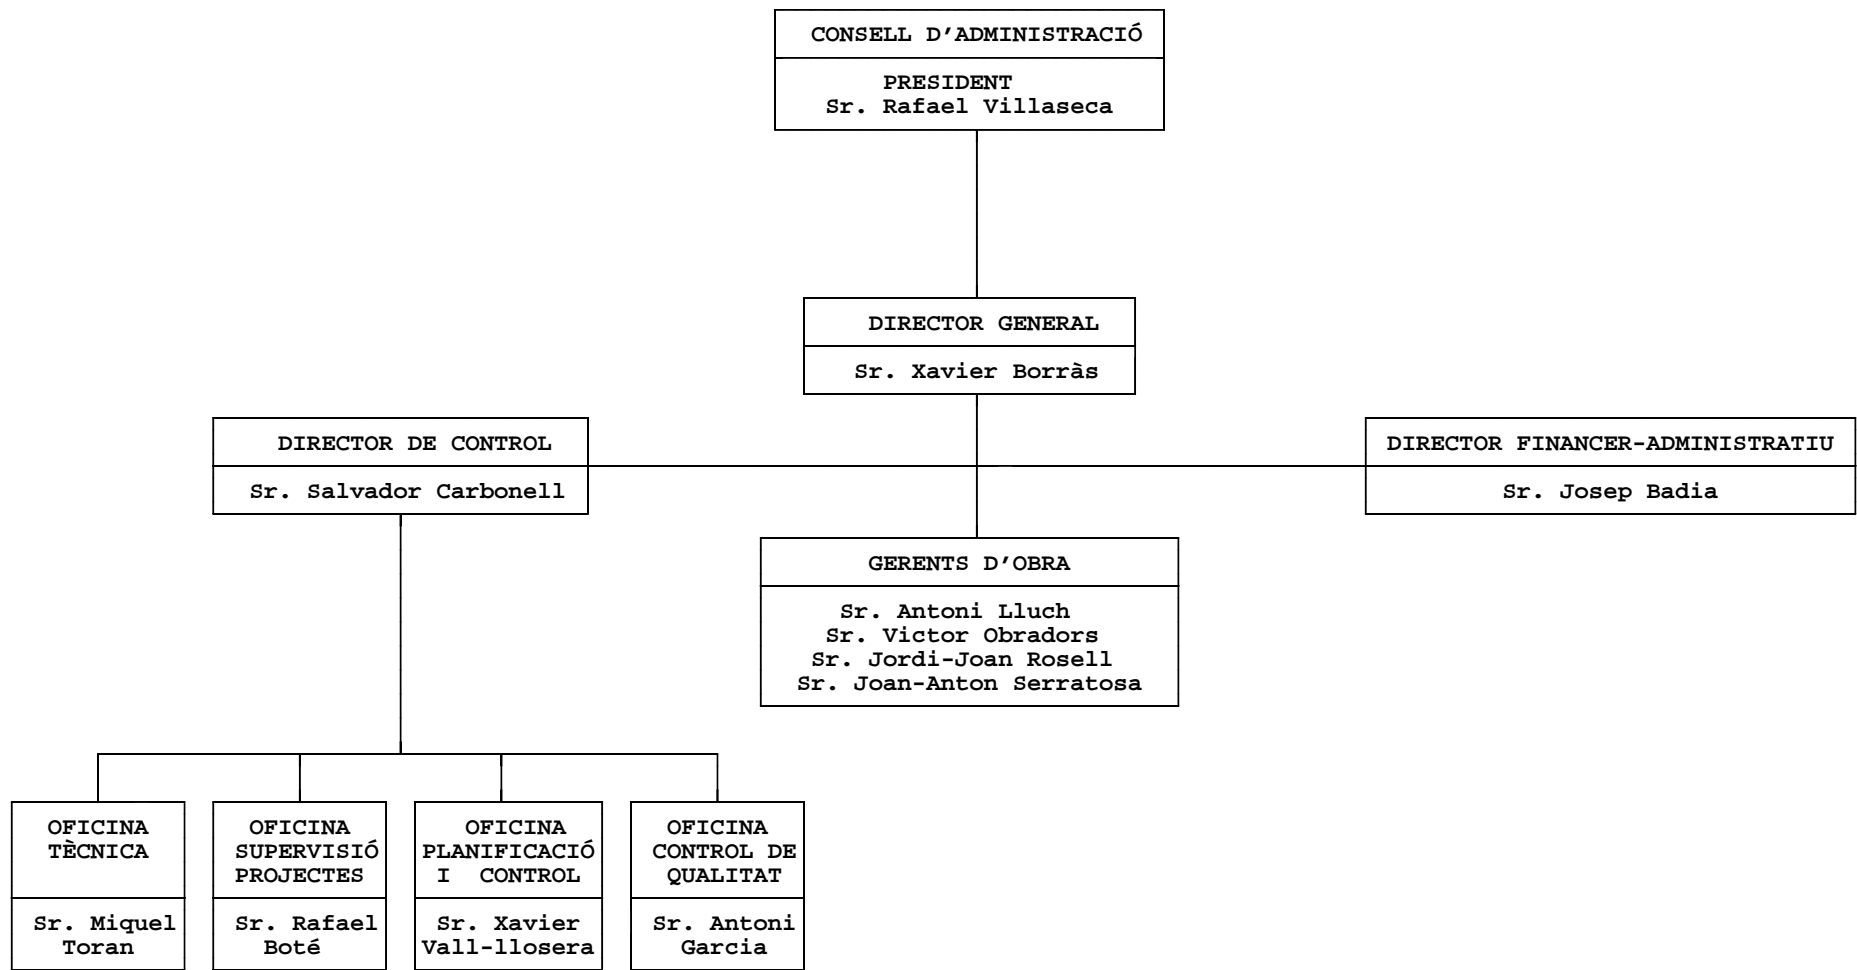 CONSELL D'ADMINISTRACIÓ
PRESIDENT
Sr. Rafael Villaseca
DIRECTOR GENERAL
Sr. Xavier Borràs
DIRECTOR DE CONTROL
Sr. Salvador Carbonell
DIRECTOR FINANCER-ADMINISTRATIU
Sr. Josep Badia
GERENTS D'OBRA
Sr. Antoni Lluch
Sr. Victor Obradors
Sr. Jordi-Joan Rosell
Sr. Joan-Anton Serratosa
OFICINA
TÈCNICA
Sr. Miquel
Toran
OFICINA
SUPERVISIÓ
PROJECTES
Sr. Rafael
Boté
OFICINA
PLANIFICACIÓ
I CONTROL
Sr. Xavier
Vall-llosera
OFICINA
CONTROL DE
QUALITAT
Sr. Antoni
Garcia